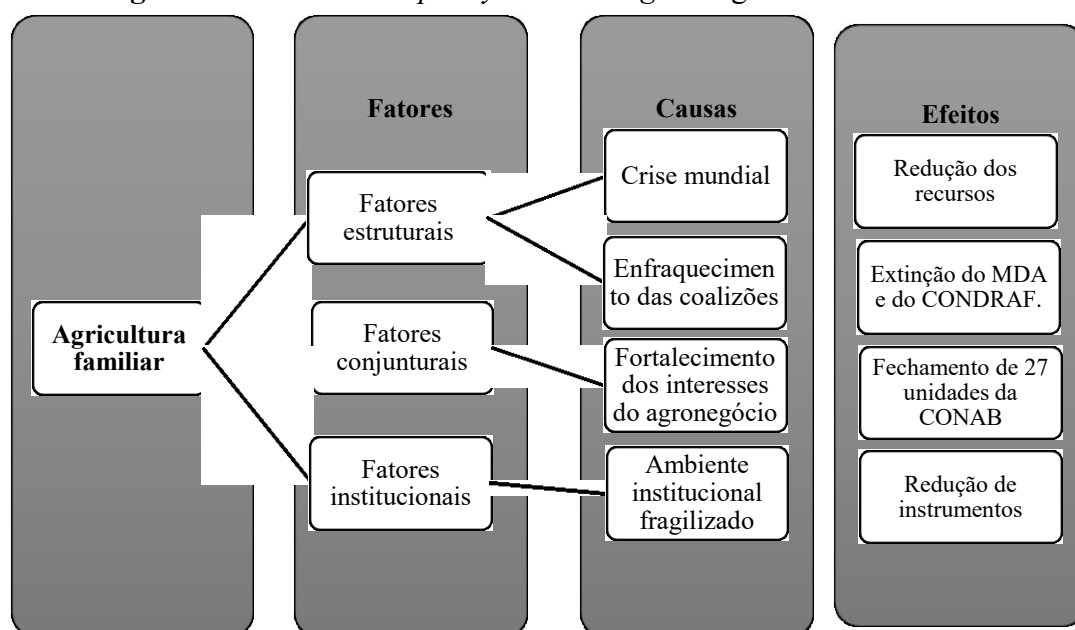 Agricultura
familiar
Fatores
Fatores
estruturais
Fatores
conjunturais
Fatores
institucionais
Causas
Crise mundial
Enfraquecimen
to das coalizões
Fortalecimento
dos interesses
do agronegócio
Ambiente
institucional
fragilizado
Efeitos
Redução dos
recursos
Extinção do MDA
e do CONDRAF.
Fechamento de 27
unidades da
CONAB
Redução de
instrumentos